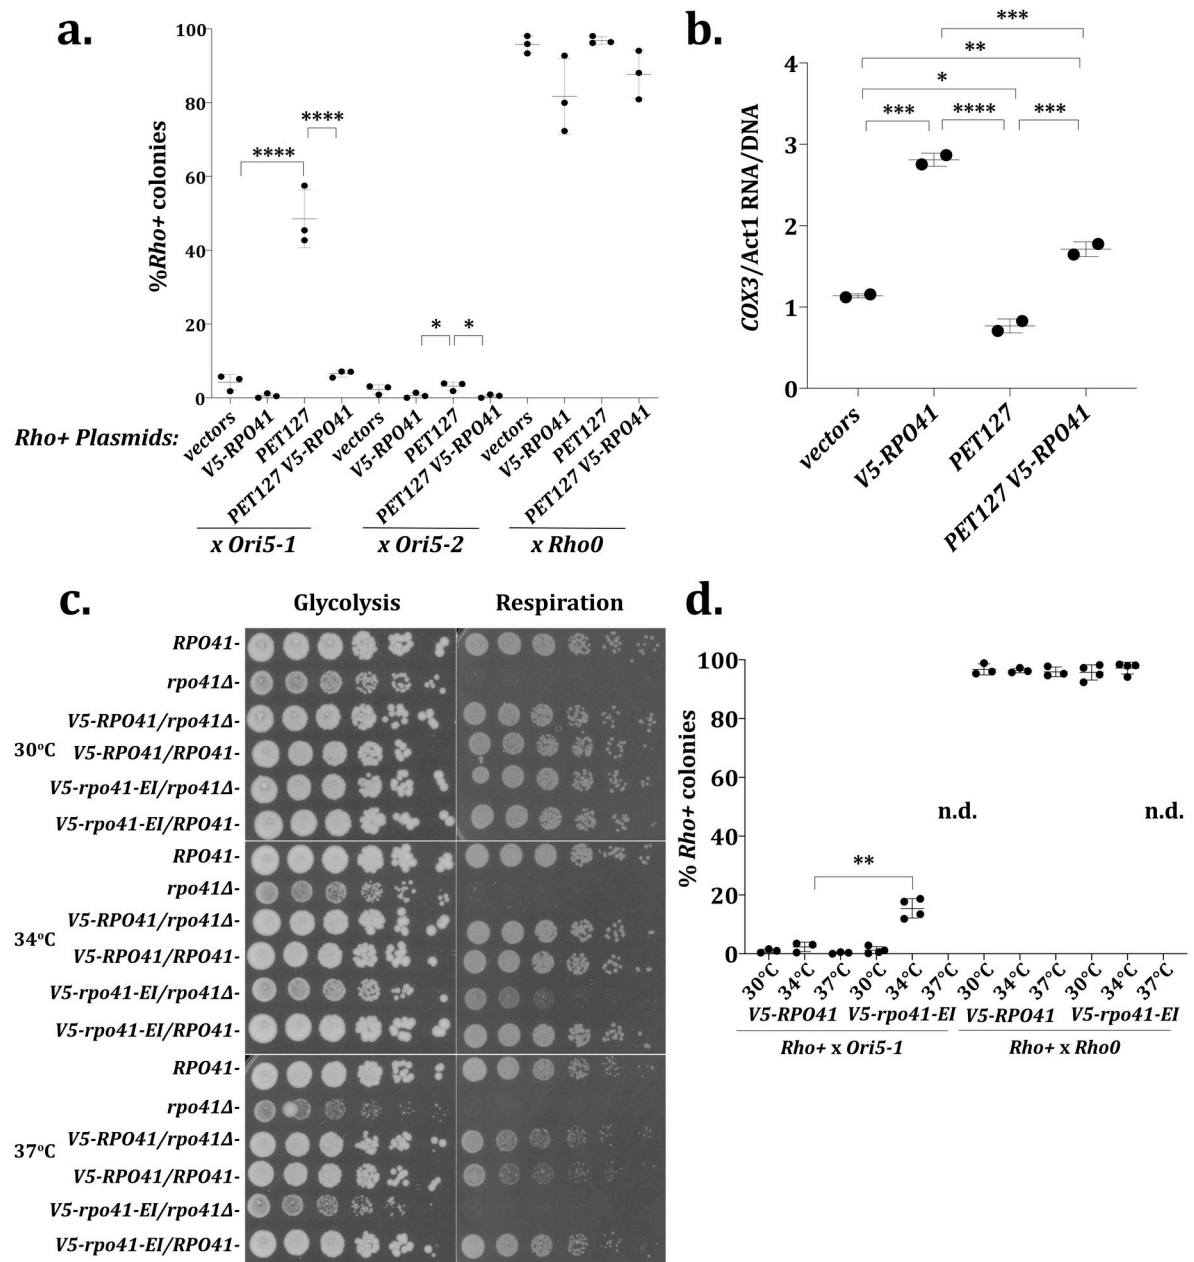 a.
100
80
60
40
20
0
%Rho+ colonies
****
****
*
*
Rho+ Plasmids:
vectors
V5-RPO41
PET127
PET127 V5-RPO41
vectors
V5-RPO41
PET127
PET127 V5-RPO41
vectors
V5-RPO41
PET127
PET127 V5-RPO41
x Ori5-1
x Ori5-2
x Rho0
b.
***
**
*
***
****
***
4
3
2
1
0
COX3/Act1 RNA/DNA
vectors
V5-RPO41
PET127
PET127 V5-RPO41
c.
Glycolysis
Respiration
30°C
RPO41-
rpo41Δ-
V5-RPO41/rpo41Δ-
V5-RPO41/RPO41-
V5-rpo41-EI/rpo41Δ-
V5-rpo41-EI/RPO41-
34°C
RPO41-
rpo41Δ-
V5-RPO41/rpo41Δ-
V5-RPO41/RPO41-
V5-rpo41-EI/rpo41Δ-
V5-rpo41-EI/RPO41-
37°C
RPO41-
rpo41Δ-
V5-RPO41/rpo41Δ-
V5-RPO41/RPO41-
V5-rpo41-EI/rpo41Δ-
V5-rpo41-EI/RPO41-
d.
100
80
60
40
20
0
% Rho+ colonies
**
n.d.
n.d.
30°C
34°C
37°C
30°C
34°C
37°C
30°C
34°C
37°C
30°C
34°C
37°C
V5-RPO41
V5-rpo41-EI
V5-RPO41
V5-rpo41-EI
Rho+ x Ori5-1
Rho+ x Rho0